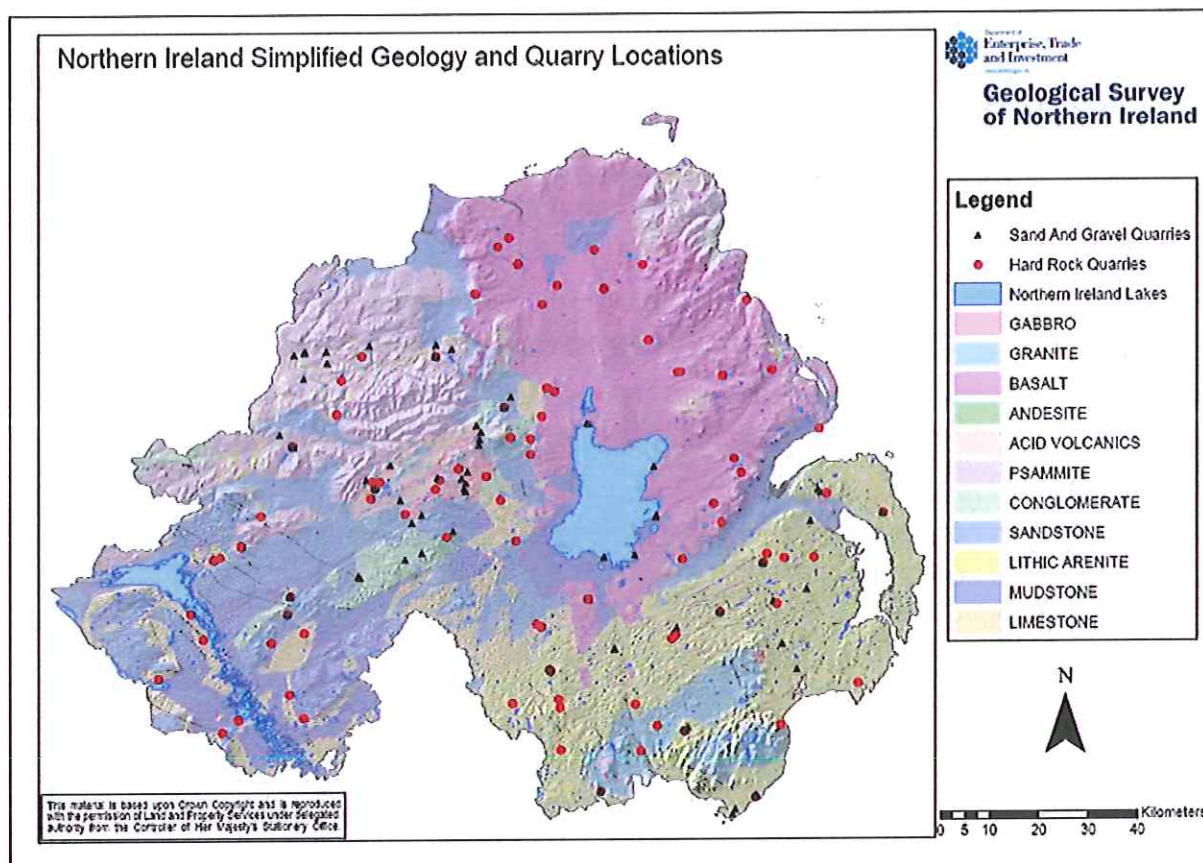 Northern Ireland Simplified Geology and Quarry Locations
Department of
Enterprise, Trade
and Investment
Geological Survey
of Northern Ireland
Legend
Sand And Gravel Quarries
Hard Rock Quarries
Northern Ireland Lakes
GABBRO
GRANITE
BASALT
ANDESITE
ACID VOLCANICS
PSAMMITE
CONGLOMERATE
SANDSTONE
LITHIC ARENITE
MUDSTONE
LIMESTONE
N
Kilometers
0 5 10 20 30 40
This material is based upon Crown Copyright and is reproduced
with the permission of Land and Property Services under delegated
authority from the Controller of Her Majesty's Stationery Office.